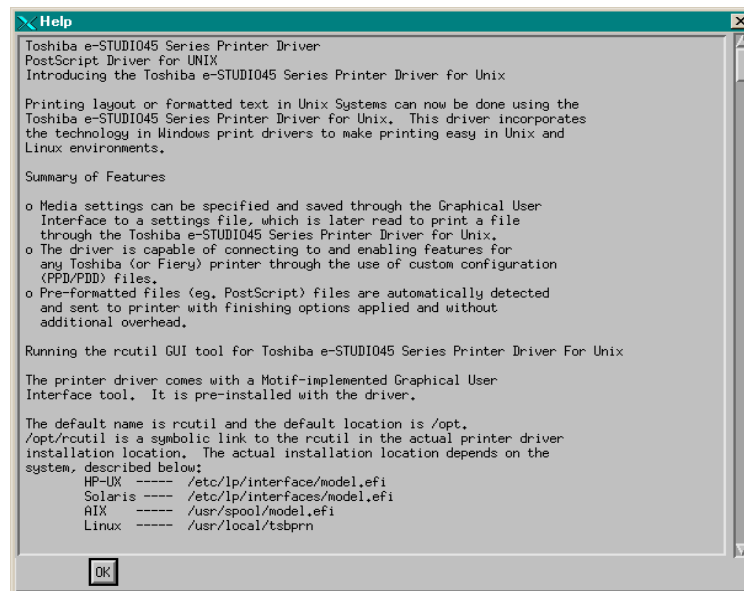 Help
Toshiba e-STUDIO45 Series Printer Driver
PostScript Driver for UNIX
Introducing the Toshiba e-STUDIO45 Series Printer Driver for Unix
Printing layout or formatted text in Unix Systems can now be done using the
Toshiba e-STUDIO45 Series Printer Driver for Unix.  This driver incorporates
the technology in Windows print drivers to make printing easy in Unix and
Linux environments.
Summary of Features
o Media settings can be specified and saved through the Graphical User
Interface to a settings file, which is later read to print a file
through the Toshiba e-STUDIO45 Series Printer Driver for Unix.
o The driver is capable of connecting to and enabling features for
any Toshiba (or Fiery) printer through the use of custom configuration
(PPD/PDD) files.
o Pre-formatted files (eg. PostScript) files are automatically detected
and sent to printer with finishing options applied and without
additional overhead.
Running the rcutil GUI tool for Toshiba e-STUDIO45 Series Printer Driver For Unix
The printer driver comes with a Motif-implemented Graphical User
Interface tool.  It is pre-installed with the driver.
The default name is rcutil and the default location is /opt.
/opt/rcutil is a symbolic link to the rcutil in the actual printer driver
installation location.  The actual installation location depends on the
system, described below:
HP-UX ----- /etc/lp/interface/model.efi
Solaris ---- /etc/lp/interfaces/model.efi
AIX ----- /usr/spool/model.efi
Linux ----- /usr/local/tsbprn
OK